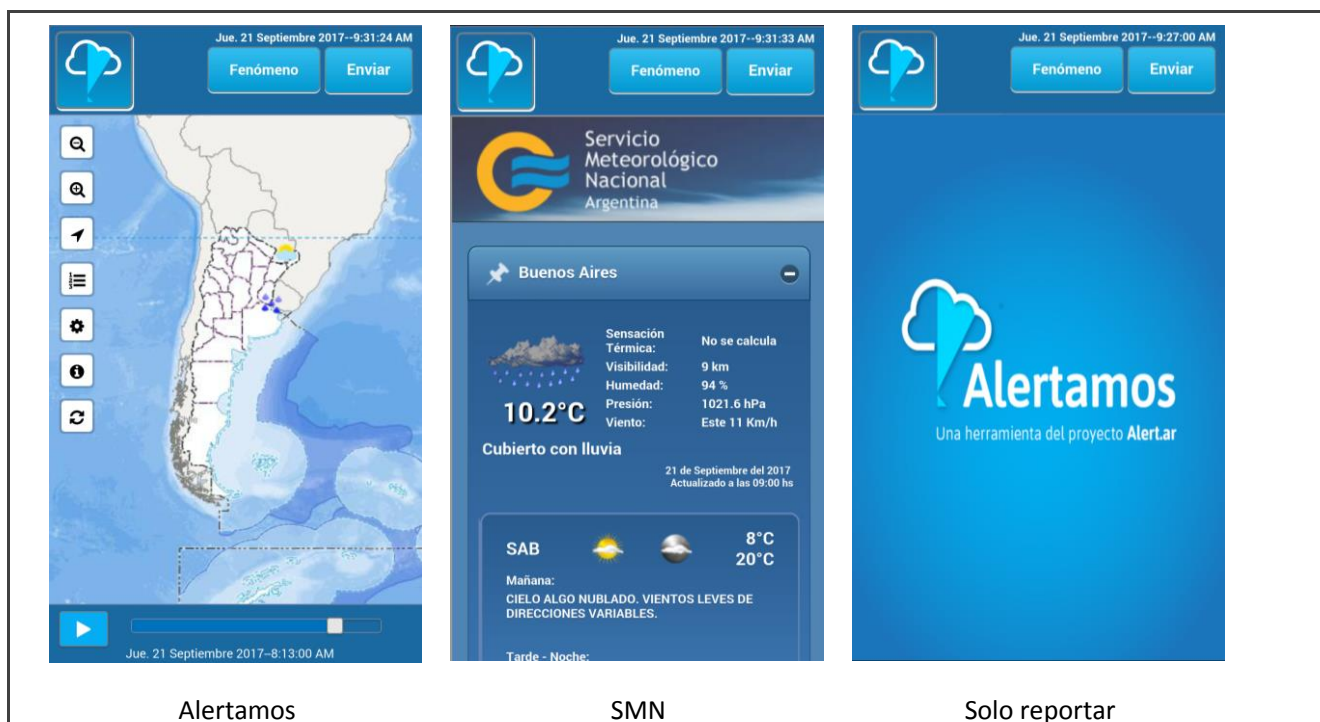 Jue. 21 Septiembre 2017--9:31:24 AM
Fenómeno
Enviar
Jue. 21 Septiembre 2017--8:13:00 AM
Jue. 21 Septiembre 2017--9:31:33 AM
Fenómeno
Enviar
Servicio
Meteorológico
Nacional
Argentina
Buenos Aires
Sensación
Térmica: No se calcula
Visibilidad: 9 km
Humedad: 94 %
Presión: 1021.6 hPa
Viento: Este 11 Km/h
10.2°C
Cubierto con lluvia
21 de Septiembre del 2017
Actualizado a las 09:00 hs
SAB
8°C
20°C
Mañana:
CIELO ALGO NUBLADO. VIENTOS LEVES DE
DIRECCIONES VARIABLES.
Tarde - Noche:
Jue. 21 Septiembre 2017--9:27:00 AM
Fenómeno
Enviar
Alertamos
Una herramienta del proyecto Alert.ar
Alertamos
SMN
Solo reportar